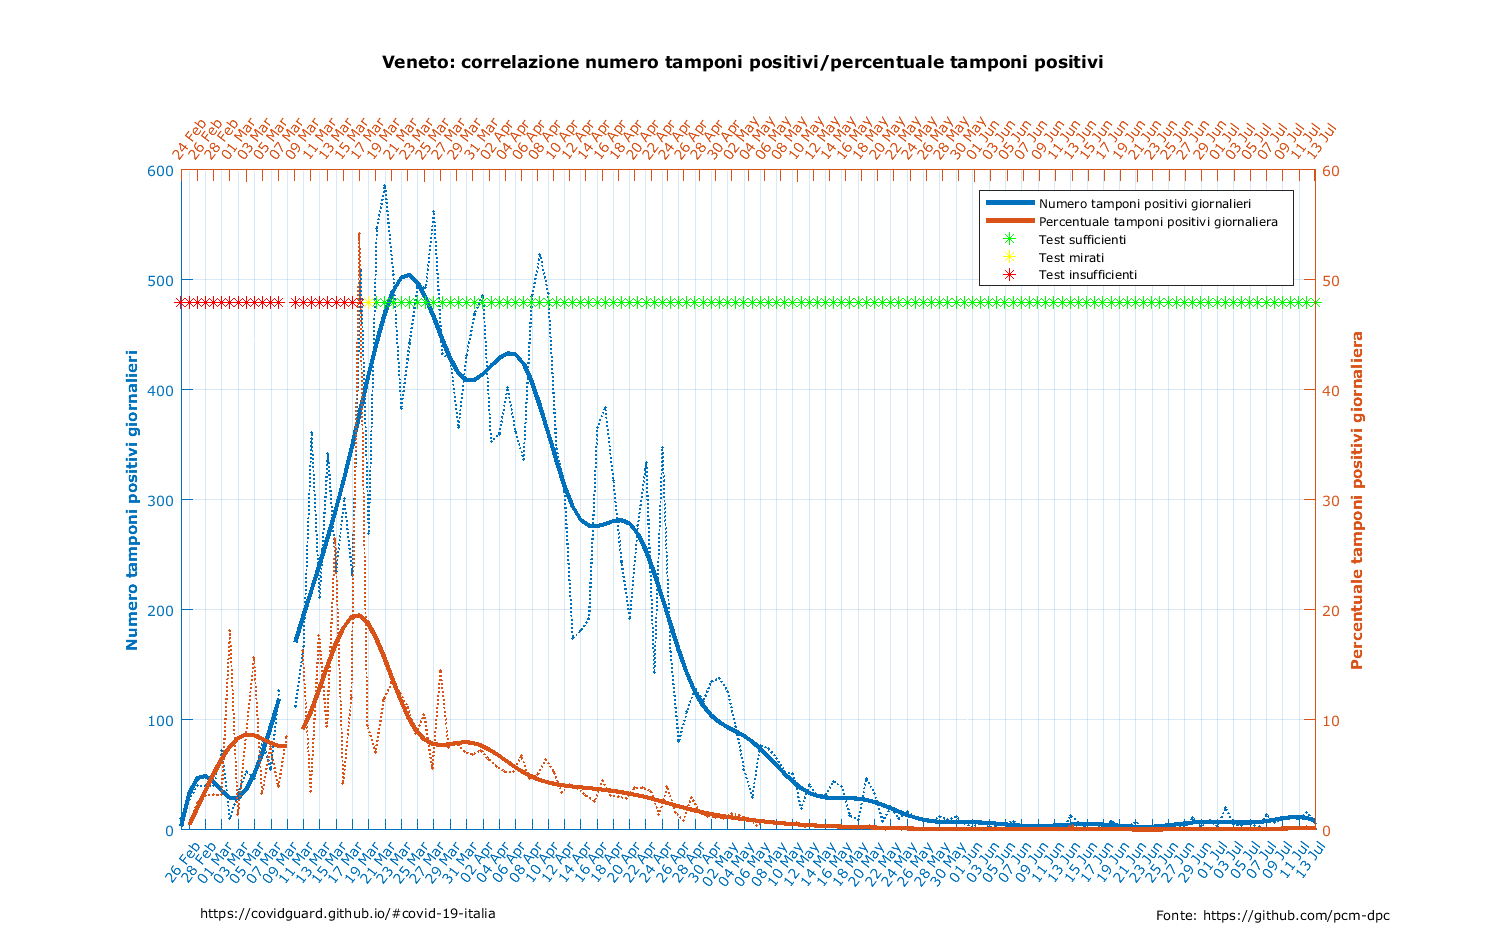 Veneto: correlazione numero tamponi positivi/percentuale tamponi positivi
24 Feb
26 Feb
28 Feb
01 Mar
03 Mar
05 Mar
07 Mar
09 Mar
11 Mar
13 Mar
15 Mar
17 Mar
19 Mar
21 Mar
23 Mar
25 Mar
27 Mar
29 Mar
31 Mar
02 Apr
04 Apr
06 Apr
08 Apr
10 Apr
12 Apr
14 Apr
16 Apr
18 Apr
20 Apr
22 Apr
24 Apr
26 Apr
28 Apr
30 Apr
02 May
04 May
06 May
08 May
10 May
12 May
14 May
16 May
18 May
20 May
22 May
24 May
26 May
28 May
30 May
01 Jun
03 Jun
05 Jun
07 Jun
09 Jun
11 Jun
13 Jun
15 Jun
17 Jun
19 Jun
21 Jun
23 Jun
25 Jun
27 Jun
29 Jun
01 Jul
03 Jul
05 Jul
07 Jul
09 Jul
11 Jul
13 Jul
600
500
400
300
200
100
0
Numero tamponi positivi giornalieri
Numero tamponi positivi giornalieri
Percentuale tamponi positivi giornaliera
Test sufficienti
Test mirati
Test insufficienti
60
50
40
30
20
10
0
Percentuale tamponi positivi giornaliera
26 Feb
28 Feb
01 Mar
03 Mar
05 Mar
07 Mar
09 Mar
11 Mar
13 Mar
15 Mar
17 Mar
19 Mar
21 Mar
23 Mar
25 Mar
27 Mar
29 Mar
31 Mar
02 Apr
04 Apr
06 Apr
08 Apr
10 Apr
12 Apr
14 Apr
16 Apr
18 Apr
20 Apr
22 Apr
24 Apr
26 Apr
28 Apr
30 Apr
02 May
04 May
06 May
08 May
10 May
12 May
14 May
16 May
18 May
20 May
22 May
24 May
26 May
28 May
30 May
01 Jun
03 Jun
05 Jun
07 Jun
09 Jun
11 Jun
13 Jun
15 Jun
17 Jun
19 Jun
21 Jun
23 Jun
25 Jun
27 Jun
29 Jun
01 Jul
03 Jul
05 Jul
07 Jul
09 Jul
11 Jul
13 Jul
https://covidguard.github.io/#covid-19-italia
Fonte: https://github.com/pcm-dpc